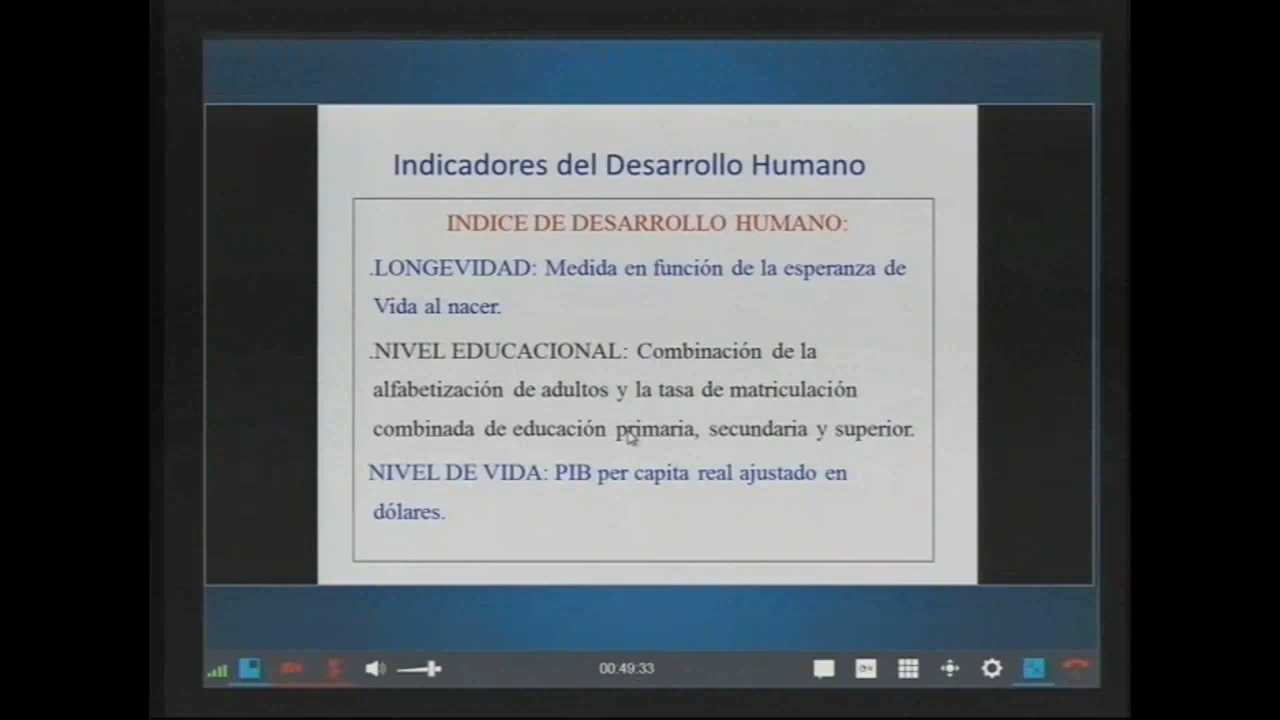 Indicadores del Desarrollo Humano
INDICE DE DESARROLLO HUMANO:
.LONGEVIDAD: Medida en función de la esperanza de
Vida al nacer.
.NIVEL EDUCACIONAL: Combinación de la
alfabetización de adultos y la tasa de matriculación
combinada de educación primaria, secundaria y superior.
NIVEL DE VIDA: PIB per capita real ajustado en
dólares.
00:49:33